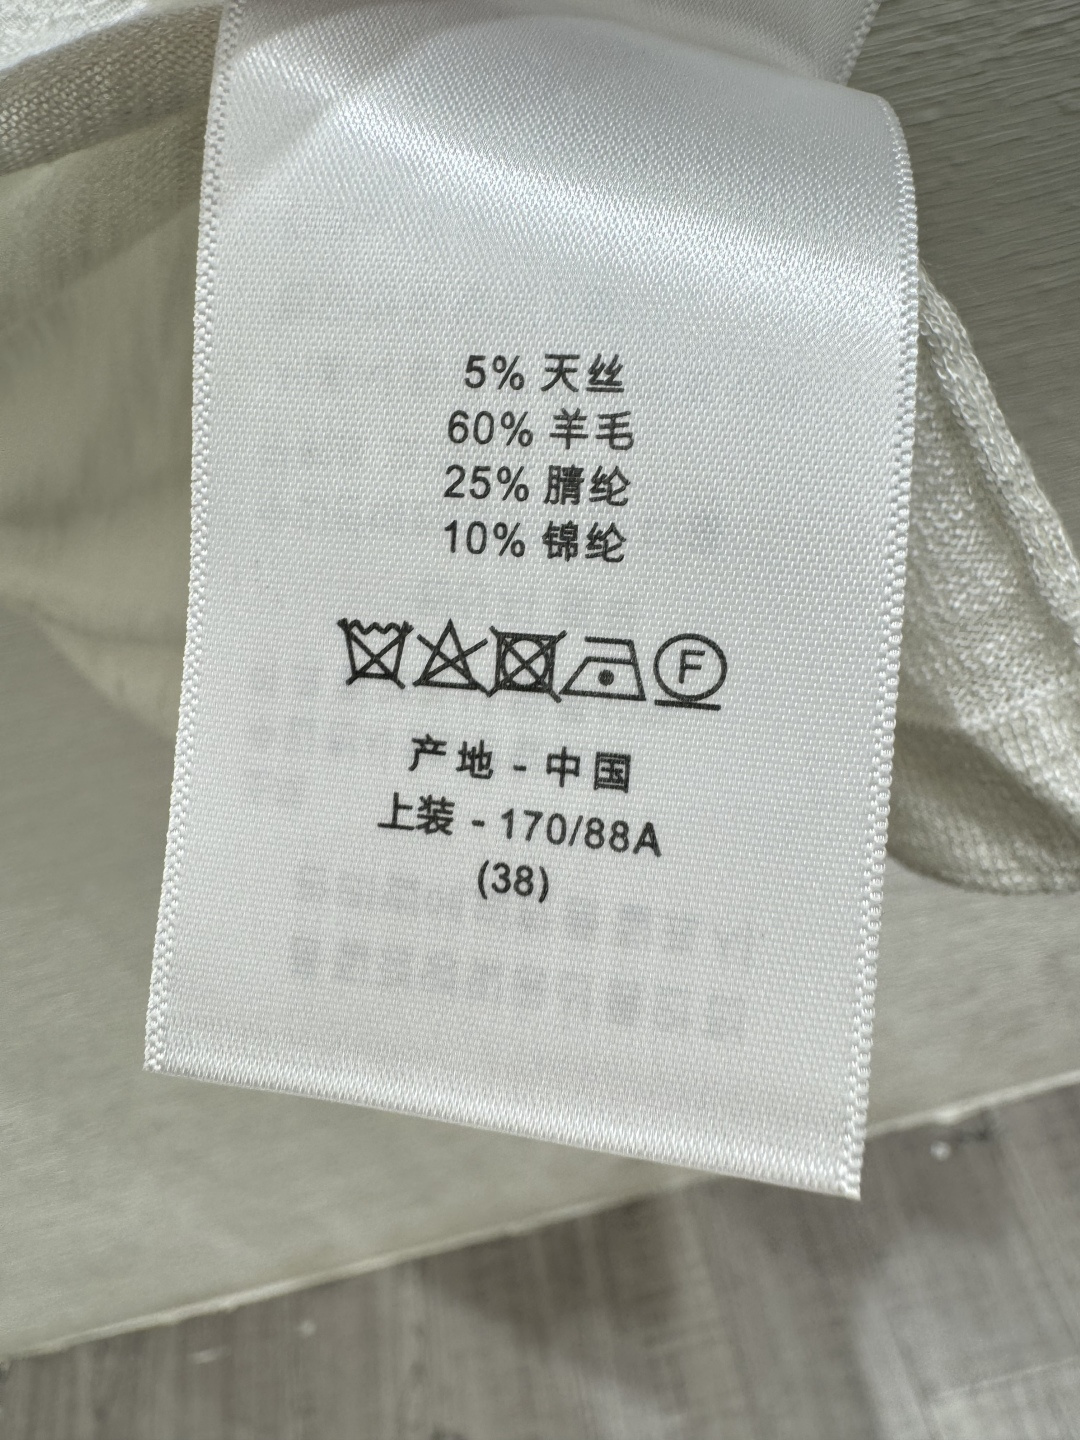 5% 天丝
60% 羊毛
25% 腈纶
10% 锦纶
F
产地 - 中国
上装 - 170/88A
(38)